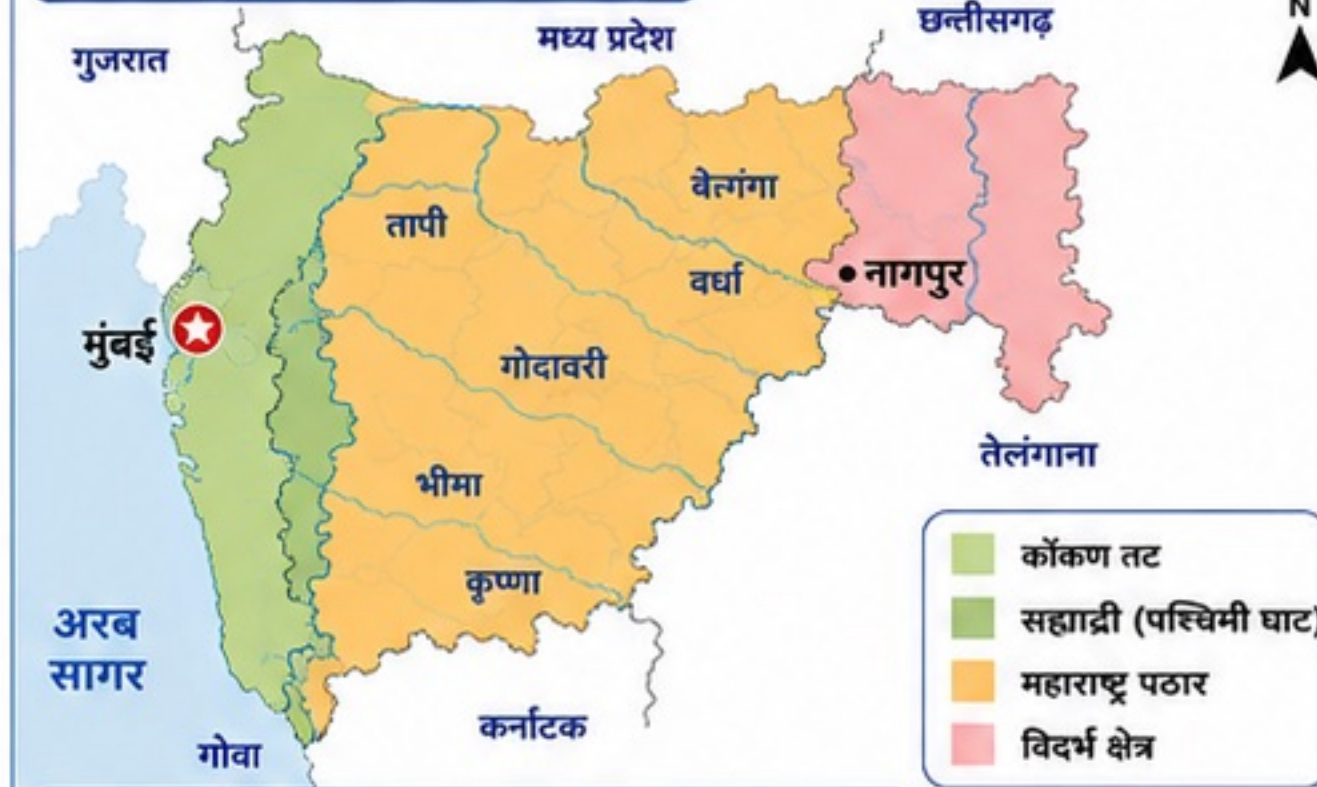 छत्तीसगढ़
N
मध्य प्रदेश
गुजरात
वेत्गंगा
तापी
वर्धा
नागपुर
मुंबई
गोदावरी
तेलंगाना
भीमा
कृष्णा
अरब
सागर
कर्नाटक
गोवा
कोंकण तट
सह्याद्री (पश्चिमी घाट)
महाराष्ट्र पठार
विदर्भ क्षेत्र